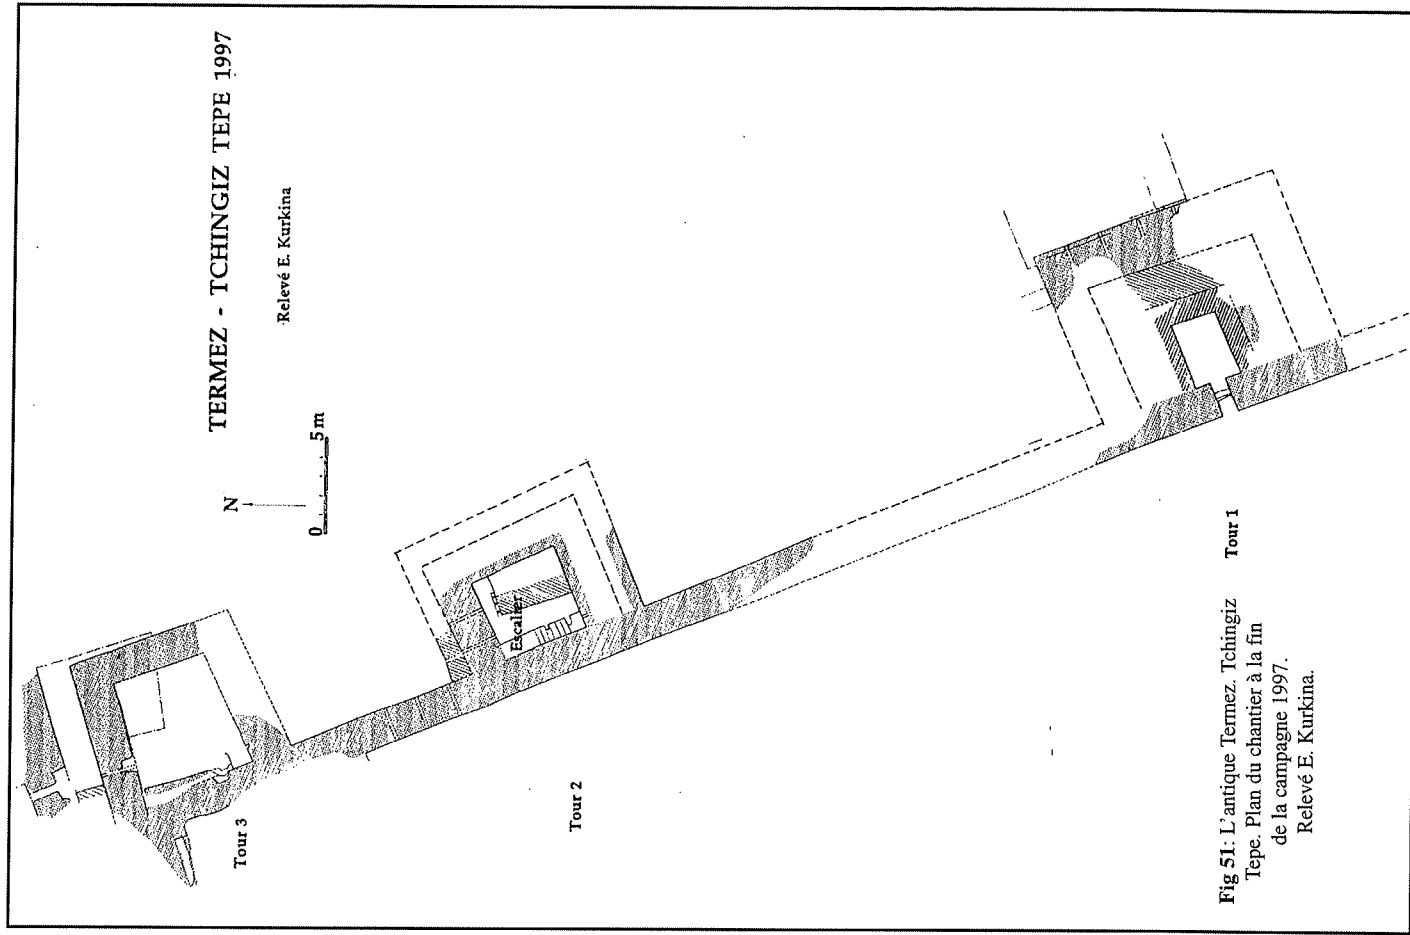 TERMEZ - TCHINGIZ TEPE 1997
Relevé E. Kurkina
N
0 5 m
Escalier
Tour 3
Tour 2
Tour 1
Fig 51: L'antique Termez. Tchingiz
Tepe. Plan du chantier à la fin
de la campagne 1997.
Relevé E. Kurkina.